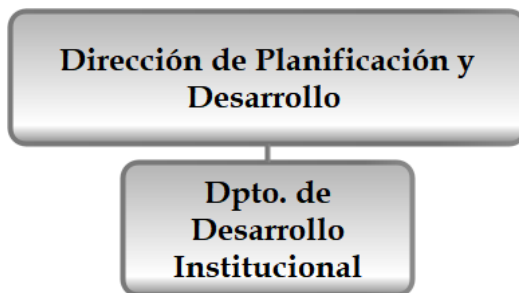 Dirección de Planificación y
Desarrollo
Dpto. de
Desarrollo
Institucional